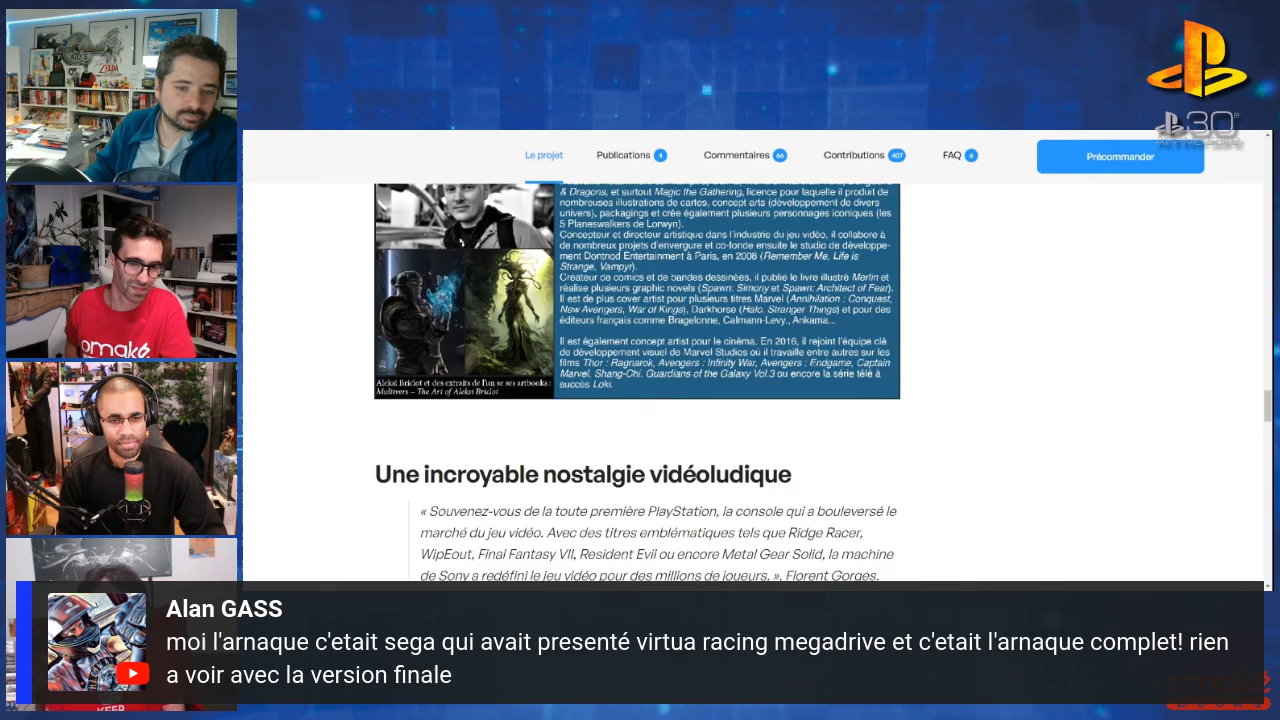 Le projet
Publications 4
Commentaires 66
Contributions 407
FAQ 6
Précommander
& Dragons, et surtout Magic the Gathering, licence pour laquelle il produit de
nombreuses illustrations de cartes, concept arts (développement de divers
univers), packagings et crée également plusieurs personnages iconiques (les
5 Planeswalkers de Lorwyn).
Concepteur et directeur artistique dans l'industrie du jeu vidéo, il collabore à
de nombreux projets d'envergure et co-fonde ensuite le studio de développe-
ment Dontnod Entertainment à Paris, en 2008 (Remember Me, Life is
Strange, Vampyr).
Créateur de comics et de bandes dessinées, il publie le livre illustré Merlin et
réalise plusieurs graphic novels (Spawn: Simony et Spawn: Architect of Fear).
Il est de plus cover artist pour plusieurs titres Marvel (Annihilation : Conquest,
New Avengers, War of Kings), Darkhorse (Halo, Stranger Things) et pour des
éditeurs français comme Bragelonne, Calmann-Levy., Ankama...
Il est également concept artist pour le cinéma. En 2016, il rejoint l'équipe clé
de développement visuel de Marvel Studios où il travaille entre autres sur les
films Thor : Ragnarok, Avengers : Infinity War, Avengers : Endgame, Captain
Marvel, Shang-Chi, Guardians of the Galaxy Vol.3 ou encore la série télé à
succès Loki.
Aleksi Briclot et des extraits de l'un se ses artbooks :
Multivers – The Art of Aleksi Briclot
Une incroyable nostalgie vidéoludique
« Souvenez-vous de la toute première PlayStation, la console qui a bouleversé le
marché du jeu vidéo. Avec des titres emblématiques tels que Ridge Racer,
WipEout, Final Fantasy VII, Resident Evil ou encore Metal Gear Solid, la machine
de Sony a redéfini le jeu vidéo pour des millions de joueurs. », Florent Gorges,
30e
omaké
ZELDA
KEEP
Alan GASS
moi l'arnaque c'etait sega qui avait presenté virtua racing megadrive et c'etait l'arnaque complet! rien
a voir avec la version finale